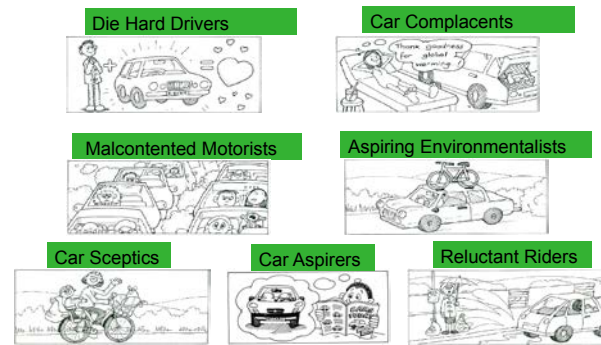 Die Hard Drivers
Car Complacents
Thank goodness
for global
warming !
Malcontented Motorists
Aspiring Environmentalists
Car Sceptics
Car Aspirers
Reluctant Riders